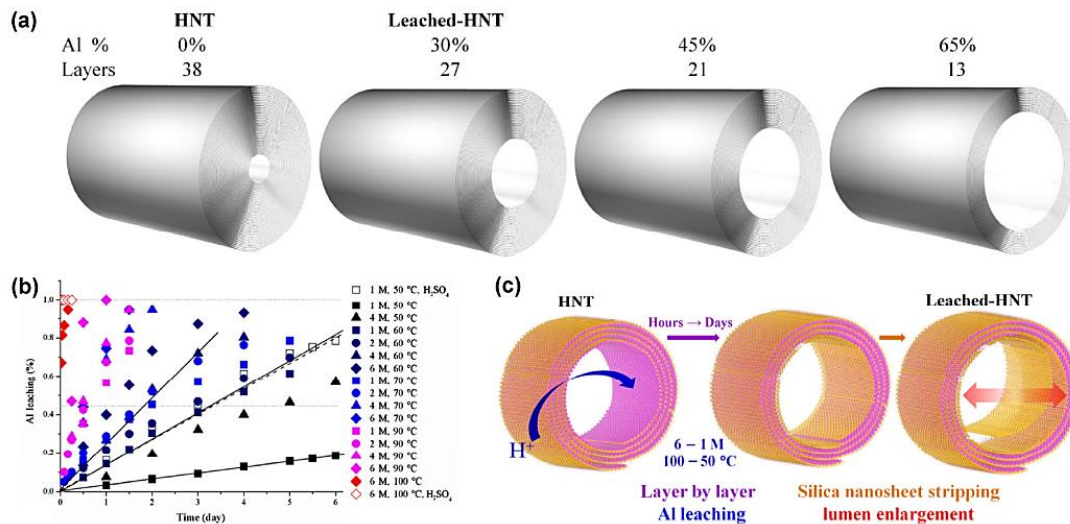 (a)
HNT Leached-HNT
Al % 0% 30% 45% 65%
Layers 38 27 21 13
(b)
Al leaching (%)
1.0
0.8
0.6
0.4
0.2
0.0
0 1 2 3 4 5 6
Time (day)
1 M, 50 °C, H₂SO₄
1 M, 50 °C
4 M, 50 °C
1 M, 60 °C
2 M, 60 °C
4 M, 60 °C
6 M, 60 °C
1 M, 70 °C
2 M, 70 °C
4 M, 70 °C
6 M, 70 °C
1 M, 90 °C
2 M, 90 °C
4 M, 90 °C
6 M, 90 °C
6 M, 100 °C
6 M, 100 °C, H₂SO₄
(c)
HNT Leached-HNT
Hours → Days
H⁺
6 – 1 M
100 – 50 °C
Layer by layer
Al leaching
Silica nanosheet stripping
lumen enlargement